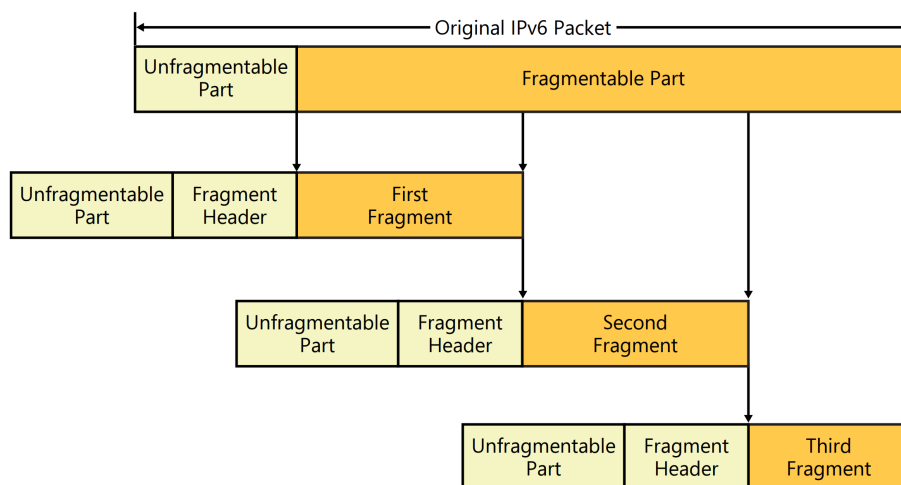 Original IPv6 Packet
Unfragmentable
Part
Fragmentable Part
Unfragmentable
Part
Fragment
Header
First
Fragment
Unfragmentable
Part
Fragment
Header
Second
Fragment
Unfragmentable
Part
Fragment
Header
Third
Fragment